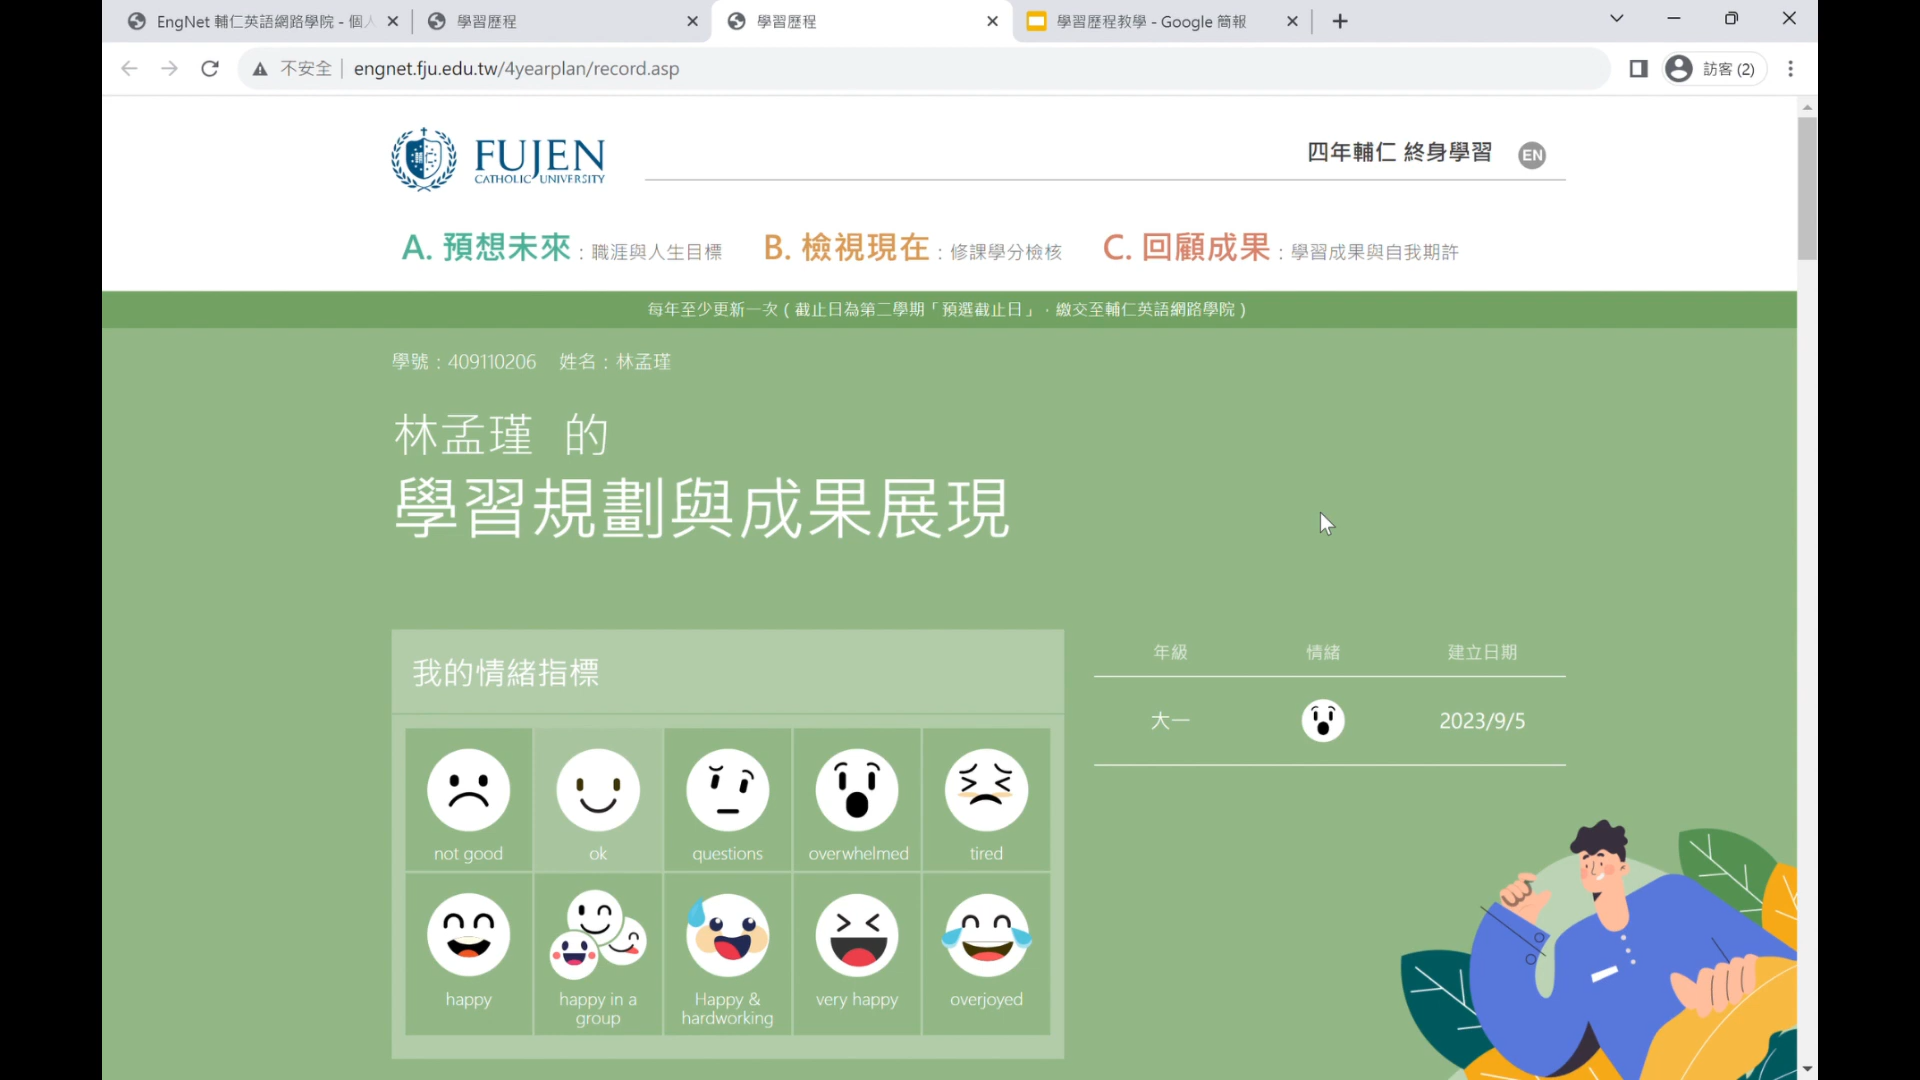 EngNet 輔仁英語網路學院 - 個人
學習歷程
學習歷程
學習歷程教學 - Google 簡報
不安全
engnet.fju.edu.tw/4yearplan/record.asp
訪客 (2)
FUJEN
CATHOLIC UNIVERSITY
四年輔仁 終身學習
EN
A. 預想未來：職涯與人生目標
B. 檢視現在：修課學分檢核
C. 回顧成果：學習成果與自我期許
每年至少更新一次 ( 截止日為第二學期「預選截止日」，繳交至輔仁英語網路學院 )
學號：409110206 姓名：林孟瑾
林孟瑾 的
學習規劃與成果展現
我的情緒指標
not good
ok
questions
overwhelmed
tired
happy
happy in a
group
Happy &
hardworking
very happy
overjoyed
年級 情緒 建立日期
大一 2023/9/5